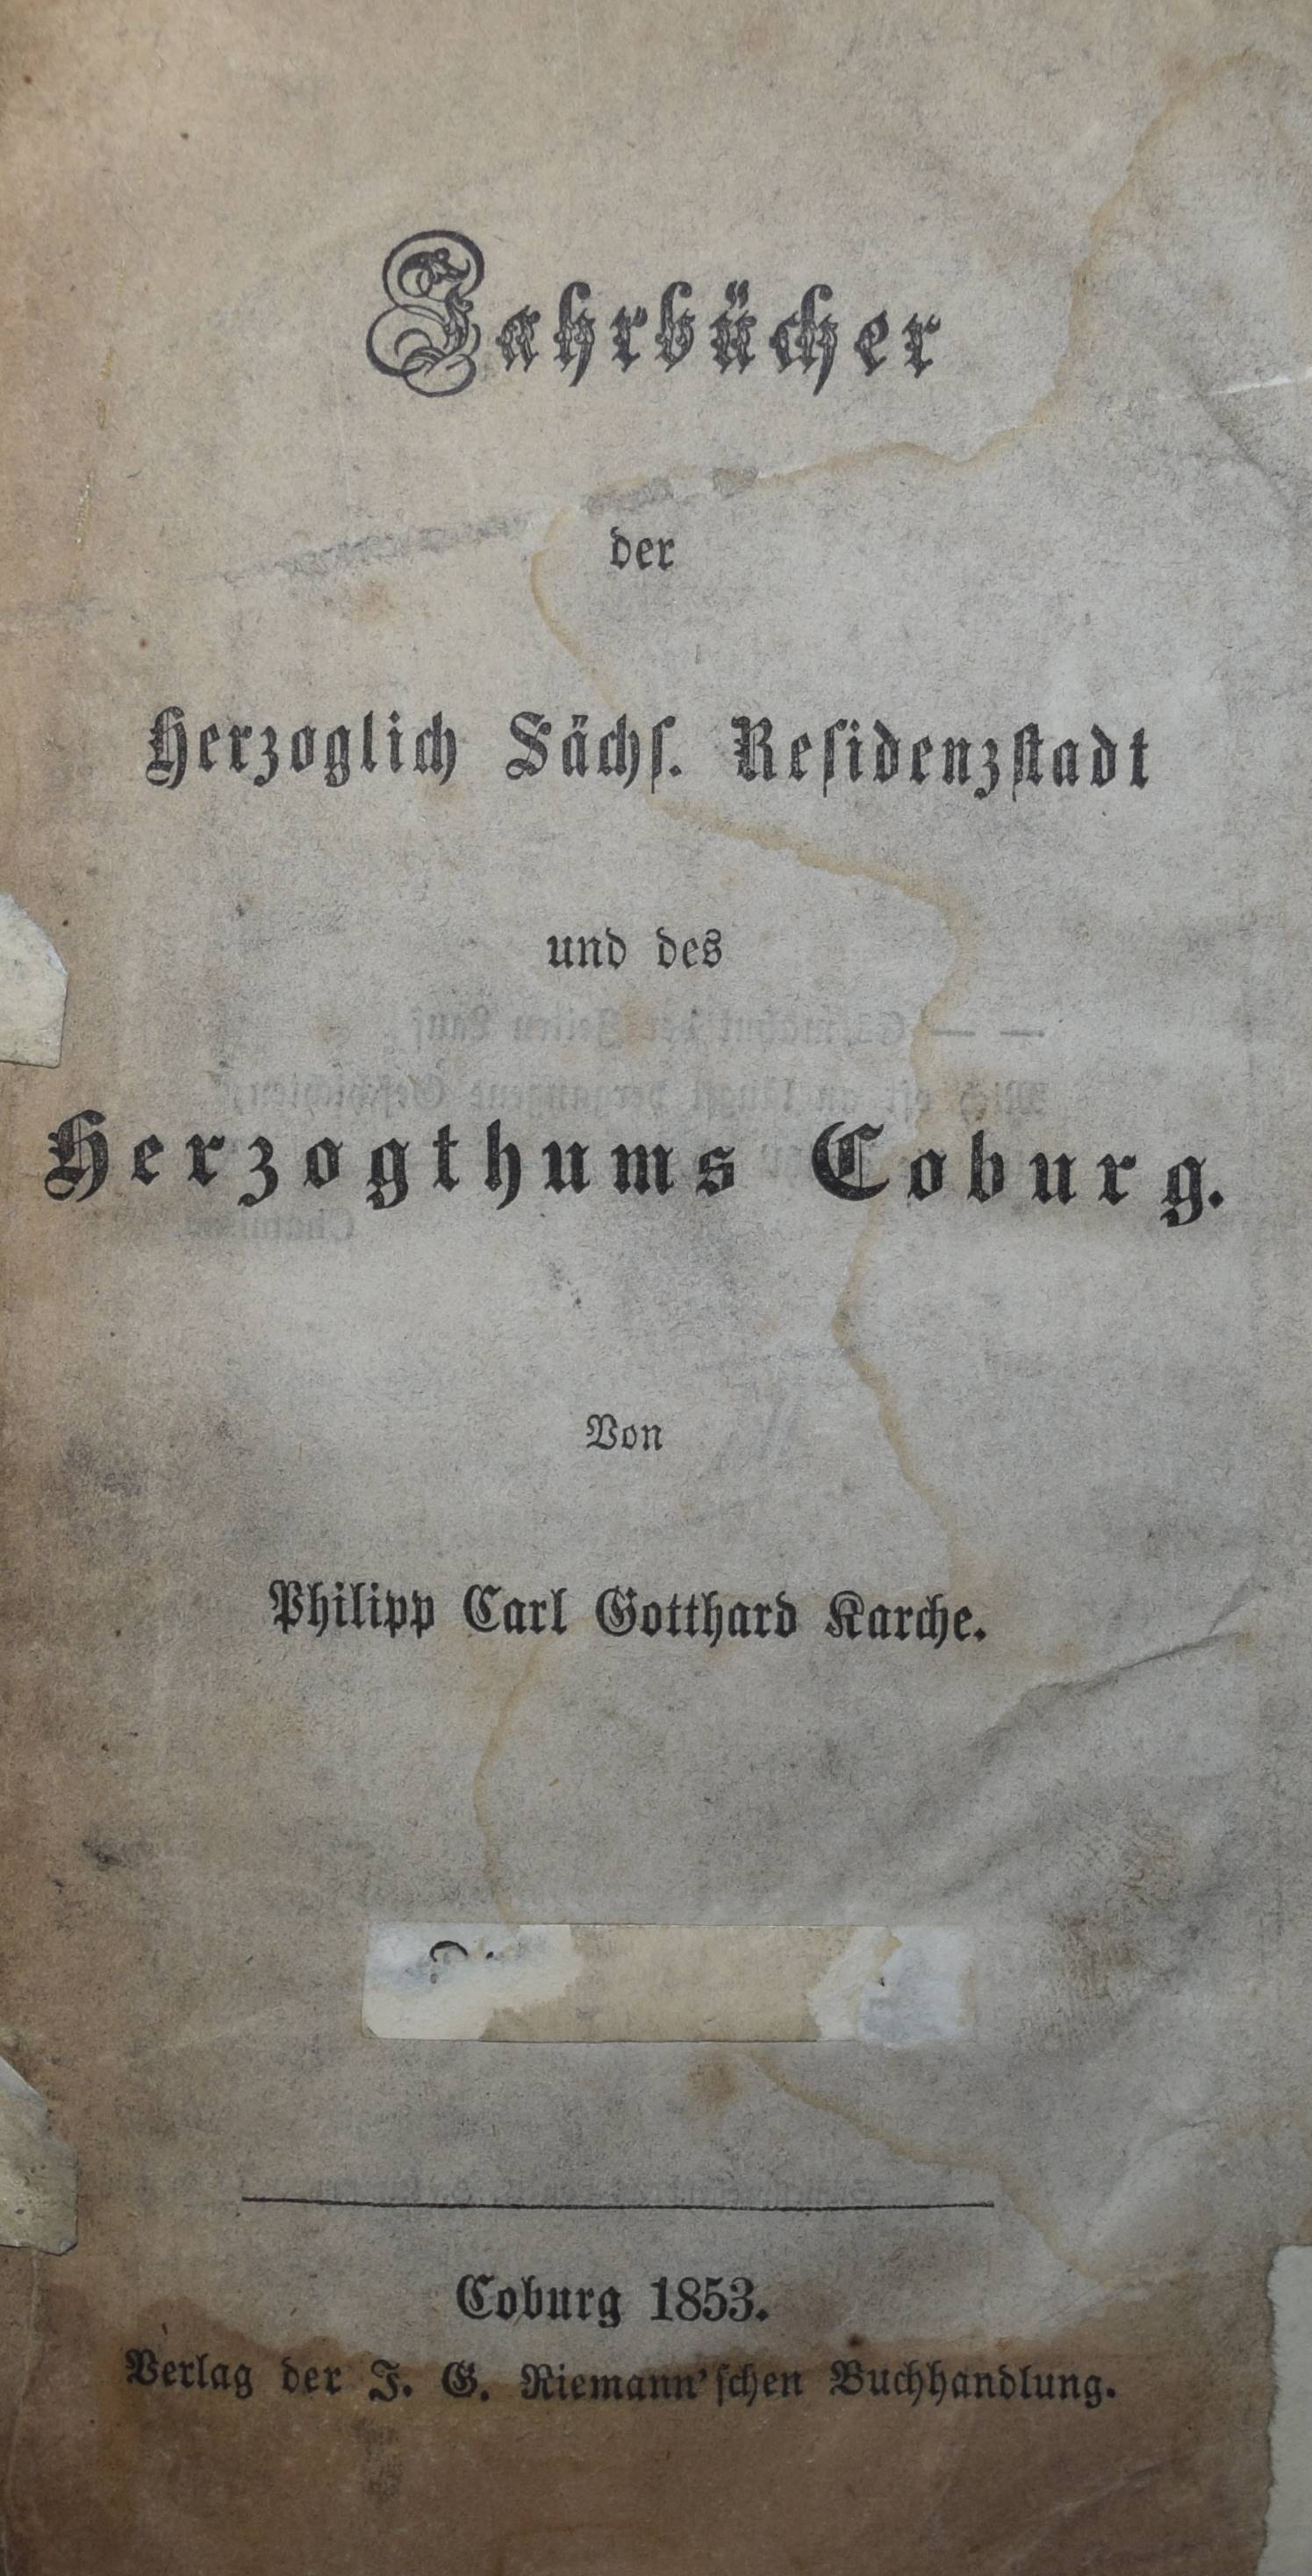 Jahrbücher
der
Herzoglich Sächs. Residenzstadt
und des
Herzogthums Coburg.
Von
Philipp Carl Gotthard Karche.
Coburg 1853.
Verlag der J. G. Riemann'schen Buchhandlung.